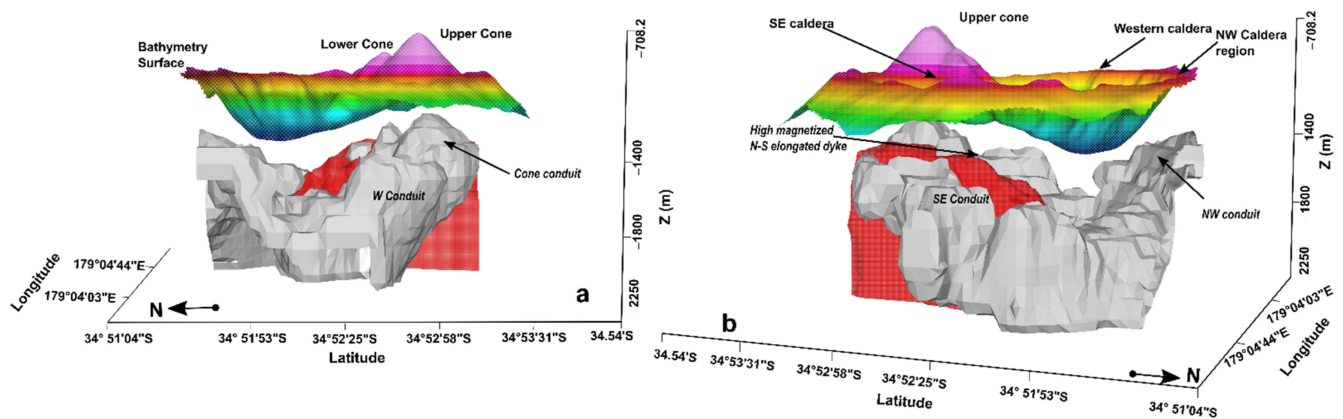 Bathymetry
Surface
Lower Cone
Upper Cone
−708.2
−1400
−1800
2250
Z (m)
Cone conduit
W Conduit
Longitude
179°04'44"E
179°04'03"E
N
a
34° 51'04"S
34°51'53"S
34°52'25"S
34°52'58"S
34°53'31"S
34.54'S
Latitude
SE caldera
Upper cone
Western caldera
NW Caldera
region
−708.2
1400
1800
2250
Z (m)
High magnetized
N-S elongated dyke
SE Conduit
NW conduit
b
34.54'S
34°53'31"S
34°52'58"S
34°52'25"S
34° 51'53"S
34° 51'04"S
Latitude
N
179°04'03"E
179°04'44"E
Longitude